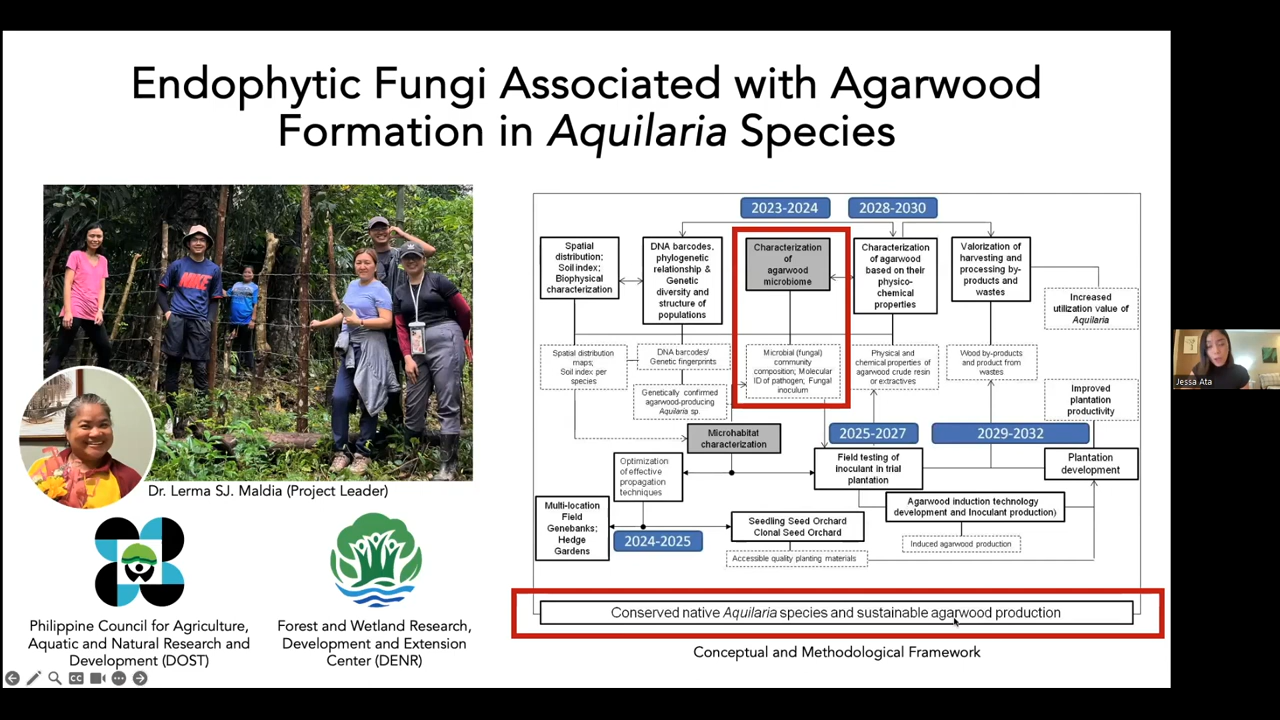 Endophytic Fungi Associated with Agarwood
Formation in Aquilaria Species
Dr. Lerma SJ. Maldia (Project Leader)
Philippine Council for Agriculture,
Aquatic and Natural Research and
Development (DOST)
Forest and Wetland Research,
Development and Extension
Center (DENR)
2023-2024
2028-2030
Spatial
distribution;
Soil index;
Biophysical
characterization
DNA barcodes,
phylogenetic
relationship &
Genetic
diversity and
structure of
populations
Characterization
of
agarwood
microbiome
Characterization
of agarwood
based on their
physico-
chemical
properties
Valorization of
harvesting and
processing by-
products and
wastes
Increased
utilization value of
Aquilaria
Spatial distribution
maps;
Soil index per
species
DNA barcodes/
Genetic fingerprints
Genetically confirmed
agarwood-producing
Aquilaria sp.
Microbial (fungal)
community
composition; Molecular
ID of pathogen; Fungal
inoculum
Physical and
chemical properties of
agarwood crude resin
or extractives
Wood by-products
and product from
wastes
Improved
plantation
productivity
Microhabitat
characterization
2025-2027
2029-2032
Optimization
of effective
propagation
techniques
Field testing of
inoculant in trial
plantation
Plantation
development
Multi-location
Field
Genebanks;
Hedge
Gardens
2024-2025
Seedling Seed Orchard
Clonal Seed Orchard
Agarwood induction technology
development and Inoculant production)
Accessible quality planting materials
Induced agarwood production
Conserved native Aquilaria species and sustainable agarwood production
Conceptual and Methodological Framework
CC
Jessa Ata